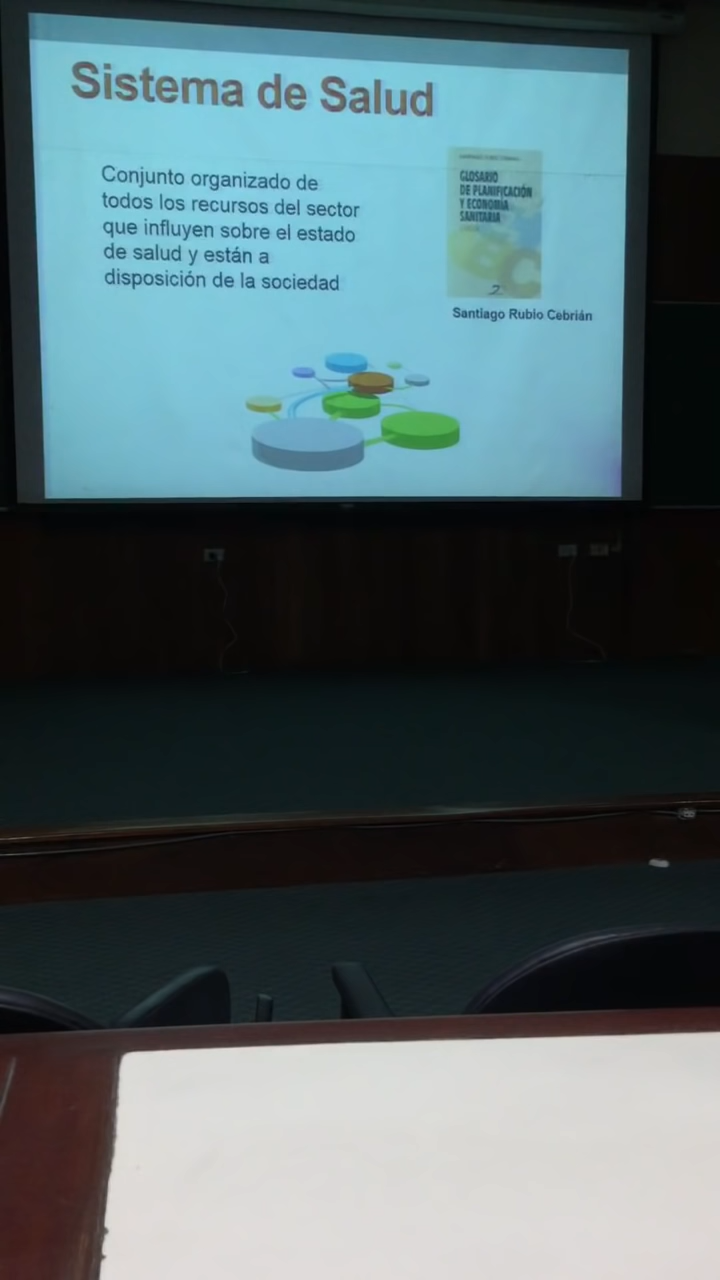 Sistema de Salud
Conjunto organizado de
todos los recursos del sector
que influyen sobre el estado
de salud y están a
disposición de la sociedad
GLOSARIO
DE PLANIFICACIÓN
Y ECONOMÍA
SANITARIA
Santiago Rubio Cebrián